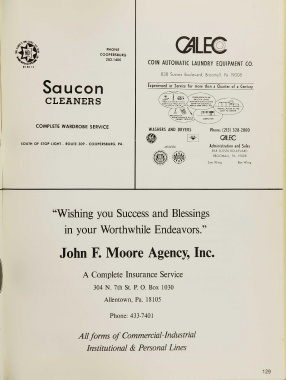 PHONE
COOPERSBURG
282-1400
Saucon
CLEANERS
COMPLETE WARDROBE SERVICE
SOUTH OF STOP LIGHT - ROUTE 309 - COOPERSBURG, PA.
CALEC
COIN AUTOMATIC LAUNDRY EQUIPMENT CO.
Experienced in Service for more than a Quarter of a Century
WASHERS AND DRYERS
Phone: (215) 328-2000
CALEC
Administration and Sales
"Wishing you Success and Blessings
in your Worthwhile Endeavors."
John F. Moore Agency, Inc.
A Complete Insurance Service
304 N. 7th St. P. O. Box 1030
Allentown, Pa. 18105
Phone: 433-7401
All forms of Commercial-Industrial
Institutional & Personal Lines
129